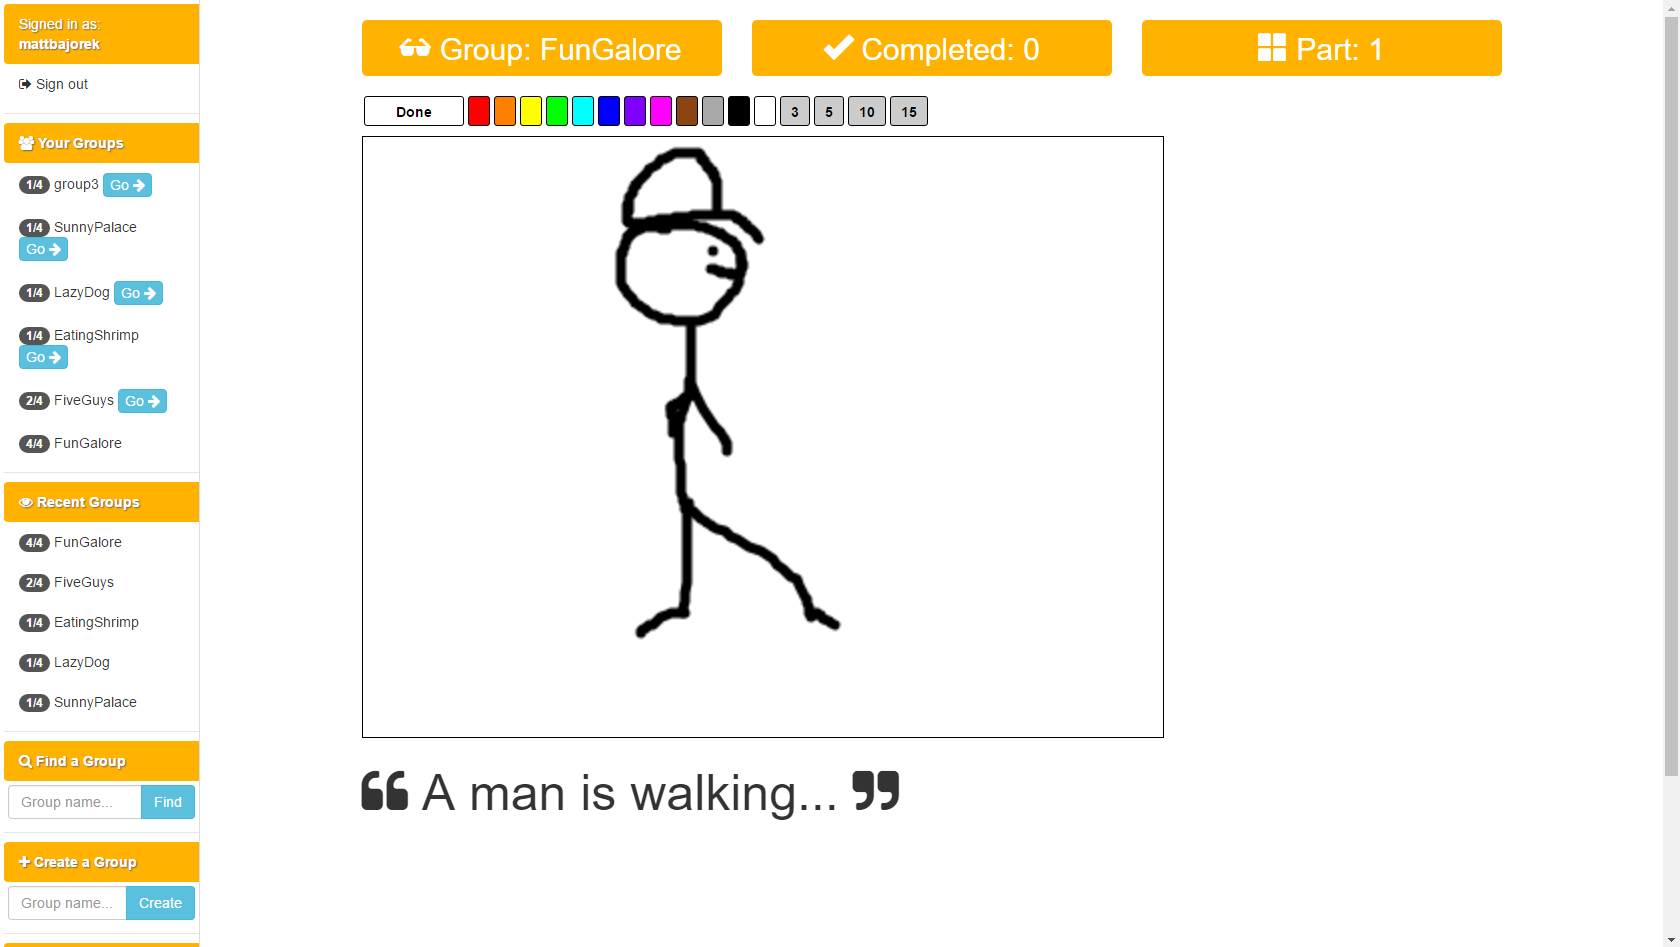 Signed in as:
mattbajorek
Sign out
Your Groups
1/4 group3 Go
1/4 SunnyPalace
Go
1/4 LazyDog Go
1/4 EatingShrimp
Go
2/4 FiveGuys Go
4/4 FunGalore
Recent Groups
4/4 FunGalore
2/4 FiveGuys
1/4 EatingShrimp
1/4 LazyDog
1/4 SunnyPalace
Find a Group
Group name... Find
Create a Group
Group name... Create
Group: FunGalore
Completed: 0
Part: 1
Done 3 5 10 15
“ A man is walking... ”